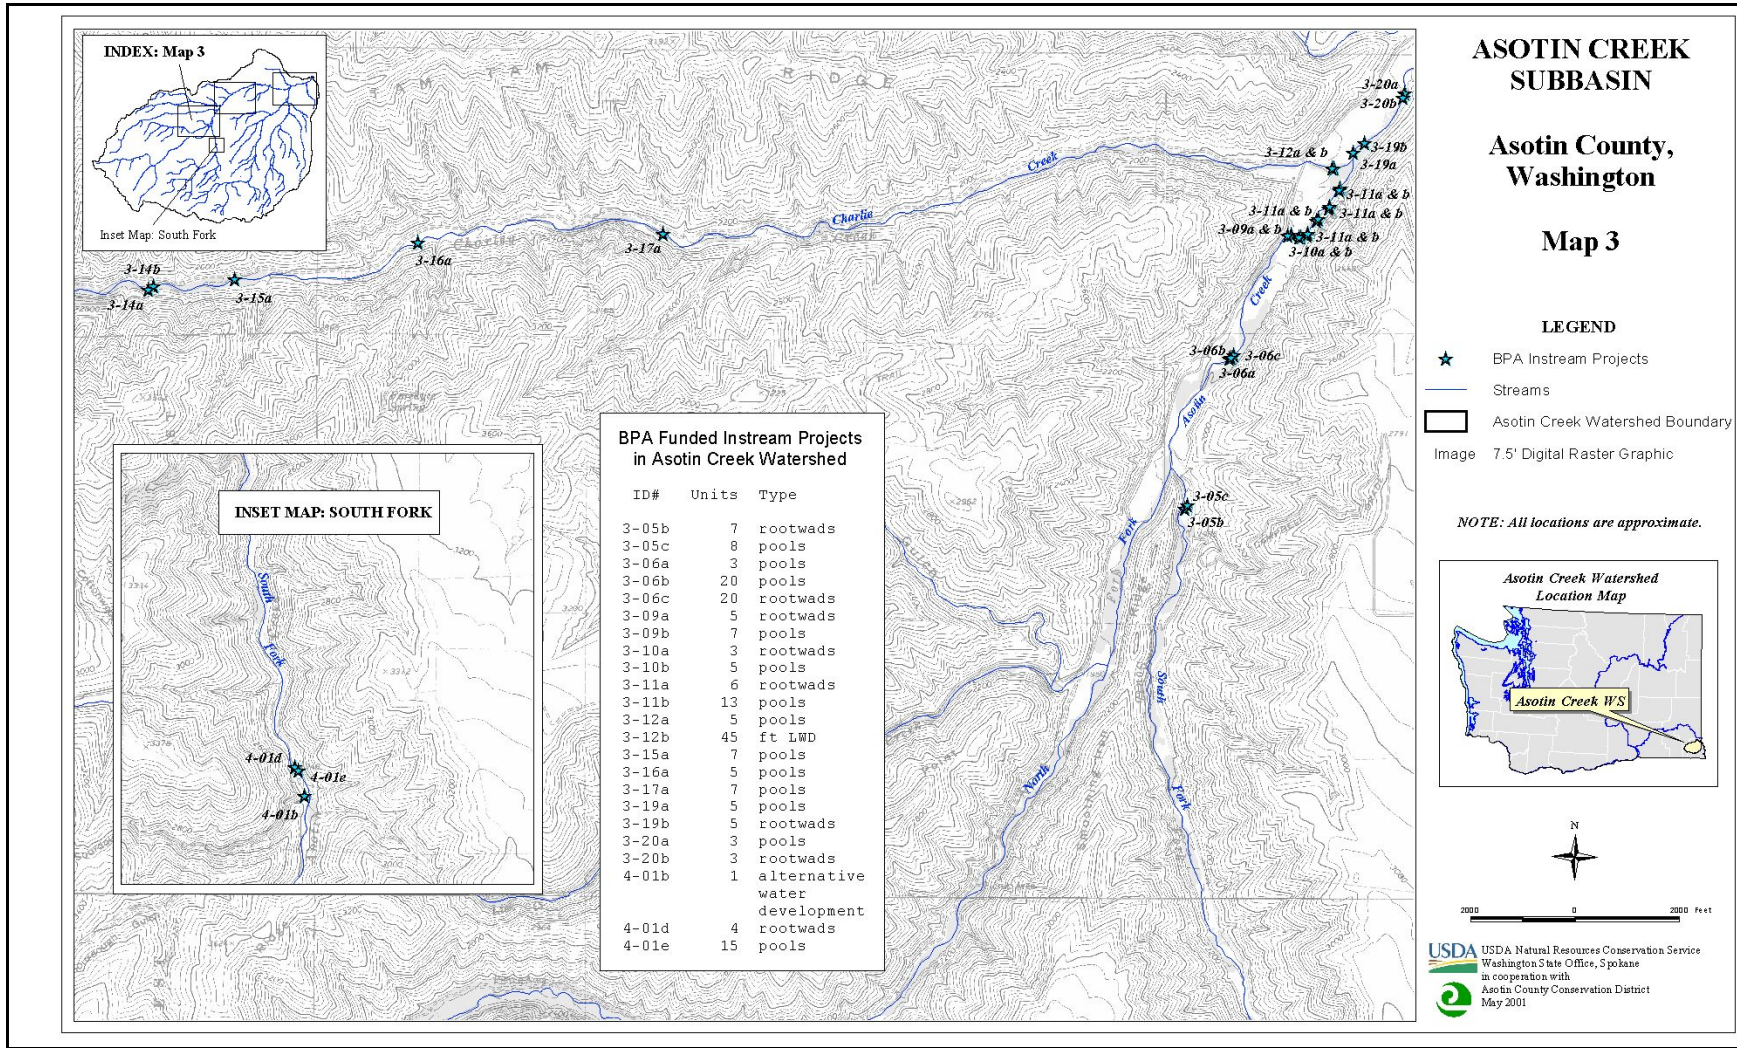 INDEX: Map 3
Inset Map: South Fork
TAM TAM RIDGE
ASOTIN CREEK
SUBBASIN
Asotin County,
Washington
Map 3
LEGEND
BPA Instream Projects
Streams
Asotin Creek Watershed Boundary
Image 7.5' Digital Raster Graphic
NOTE: All locations are approximate.
Asotin Creek Watershed
Location Map
Asotin Creek WS
N
2000 0 2000 Feet
USDA USDA Natural Resources Conservation Service
Washington State Office, Spokane
in cooperation with
Asotin County Conservation District
May 2001
3-20a
3-20b
3-19b
3-19a
3-12a & b
3-11a & b
3-11a & b
3-11a & b
3-09a & b
3-11a & b
3-10a & b
Charlie Creek
Charley Creek
3-17a
3-16a
3-15a
3-14b
3-14a
Creek
3-06b
3-06c
3-06a
Asotin
3-05c
3-05b
Fork
North
South
Fork
INSET MAP: SOUTH FORK
South
Fork
4-01d
4-01e
4-01b
BPA Funded Instream Projects
in Asotin Creek Watershed
ID# Units Type
3-05b 7 rootwads
3-05c 8 pools
3-06a 3 pools
3-06b 20 pools
3-06c 20 rootwads
3-09a 5 rootwads
3-09b 7 pools
3-10a 3 rootwads
3-10b 5 pools
3-11a 6 rootwads
3-11b 13 pools
3-12a 5 pools
3-12b 45 ft LWD
3-15a 7 pools
3-16a 5 pools
3-17a 7 pools
3-19a 5 pools
3-19b 5 rootwads
3-20a 3 pools
3-20b 3 rootwads
4-01b 1 alternative
water
development
4-01d 4 rootwads
4-01e 15 pools